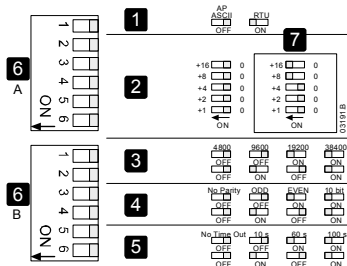 AP
ASCII RTU
OFF ON
1
7
6
A
1
2
3
4
5
6
ON
2
+16 0
+8 0
+4 0
+2 0
+1 0
ON
+16 0
+8 0
+4 0
+2 0
+1 0
ON
03191B
6
B
1
2
3
4
5
6
ON
3
4800 9600 19200 38400
OFF OFF ON ON
OFF ON OFF ON
4
No Parity ODD EVEN 10 bit
OFF OFF ON ON
OFF ON OFF ON
5
No Time Out 10 s 60 s 100 s
OFF OFF ON ON
OFF ON OFF ON